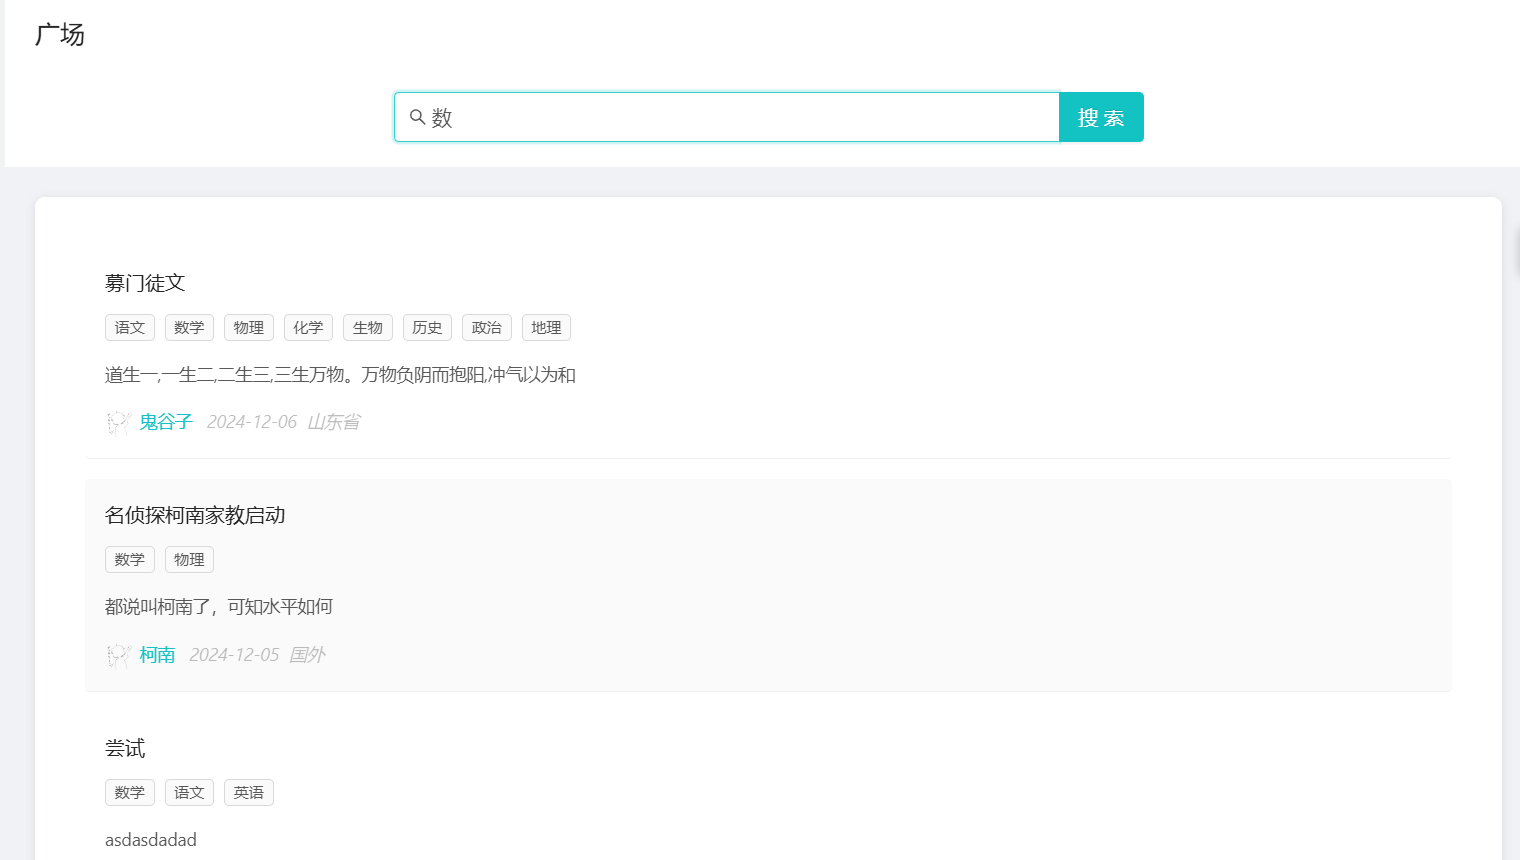 广场
数
搜 索
募门徒文
语文 数学 物理 化学 生物 历史 政治 地理
道生一,一生二,二生三,三生万物。万物负阴而抱阳,冲气以为和
鬼谷子 2024-12-06 山东省
名侦探柯南家教启动
数学 物理
都说叫柯南了，可知水平如何
柯南 2024-12-05 国外
尝试
数学 语文 英语
asdasdadad